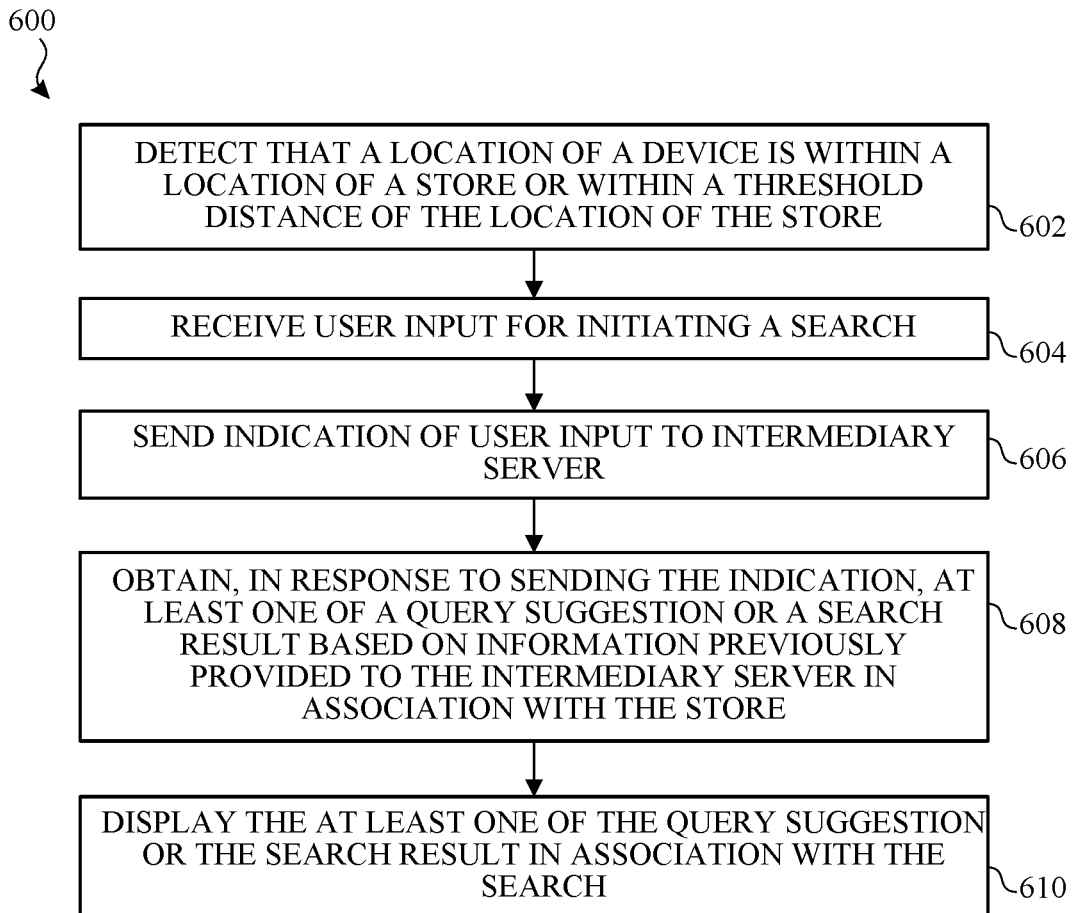 600
DETECT THAT A LOCATION OF A DEVICE IS WITHIN A
LOCATION OF A STORE OR WITHIN A THRESHOLD
DISTANCE OF THE LOCATION OF THE STORE
602
RECEIVE USER INPUT FOR INITIATING A SEARCH
604
SEND INDICATION OF USER INPUT TO INTERMEDIARY
SERVER
606
OBTAIN, IN RESPONSE TO SENDING THE INDICATION, AT
LEAST ONE OF A QUERY SUGGESTION OR A SEARCH
RESULT BASED ON INFORMATION PREVIOUSLY
PROVIDED TO THE INTERMEDIARY SERVER IN
ASSOCIATION WITH THE STORE
608
DISPLAY THE AT LEAST ONE OF THE QUERY SUGGESTION
OR THE SEARCH RESULT IN ASSOCIATION WITH THE
SEARCH
610